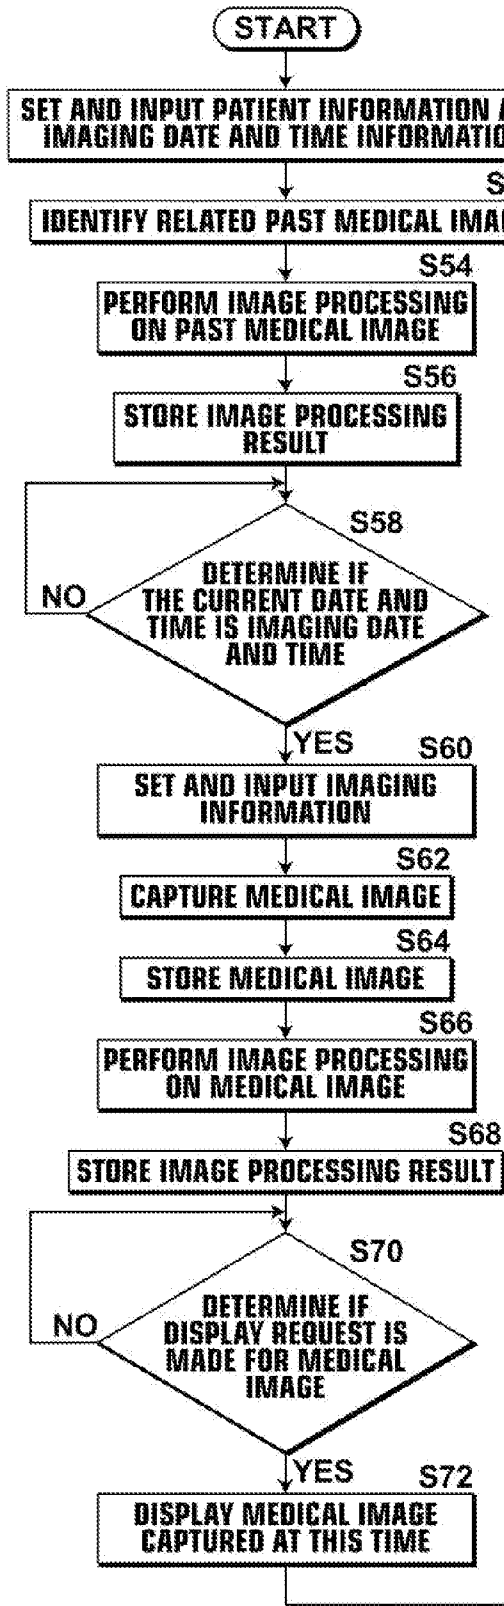 START
SET AND INPUT PATIENT INFORMATION
IMAGING DATE AND TIME
IDENTIFY RELATED PAST MEDICAL
S54
PERFORM IMAGE PROCESSING
ON PAST MEDICAL IMAGE
S56
STORE IMAGE PROCESSING
RESULT
S58
DETERMINE IF
THE CURRENT DATE AND
TIME IS IMAGING DATE
AND TIME
NO
YES
S60
SET AND INPUT IMAGING
INFORMATION
S62
CAPTURE MEDICAL IMAGE
S64
STORE MEDICAL IMAGE
S66
PERFORM IMAGE PROCESSING
ON MEDICAL IMAGE
S68
STORE IMAGE PROCESSING RESULT
S70
DETERMINE IF
DISPLAY REQUEST IS
MADE FOR MEDICAL
IMAGE
NO
YES
S72
DISPLAY MEDICAL IMAGE
CAPTURED AT THIS TIME